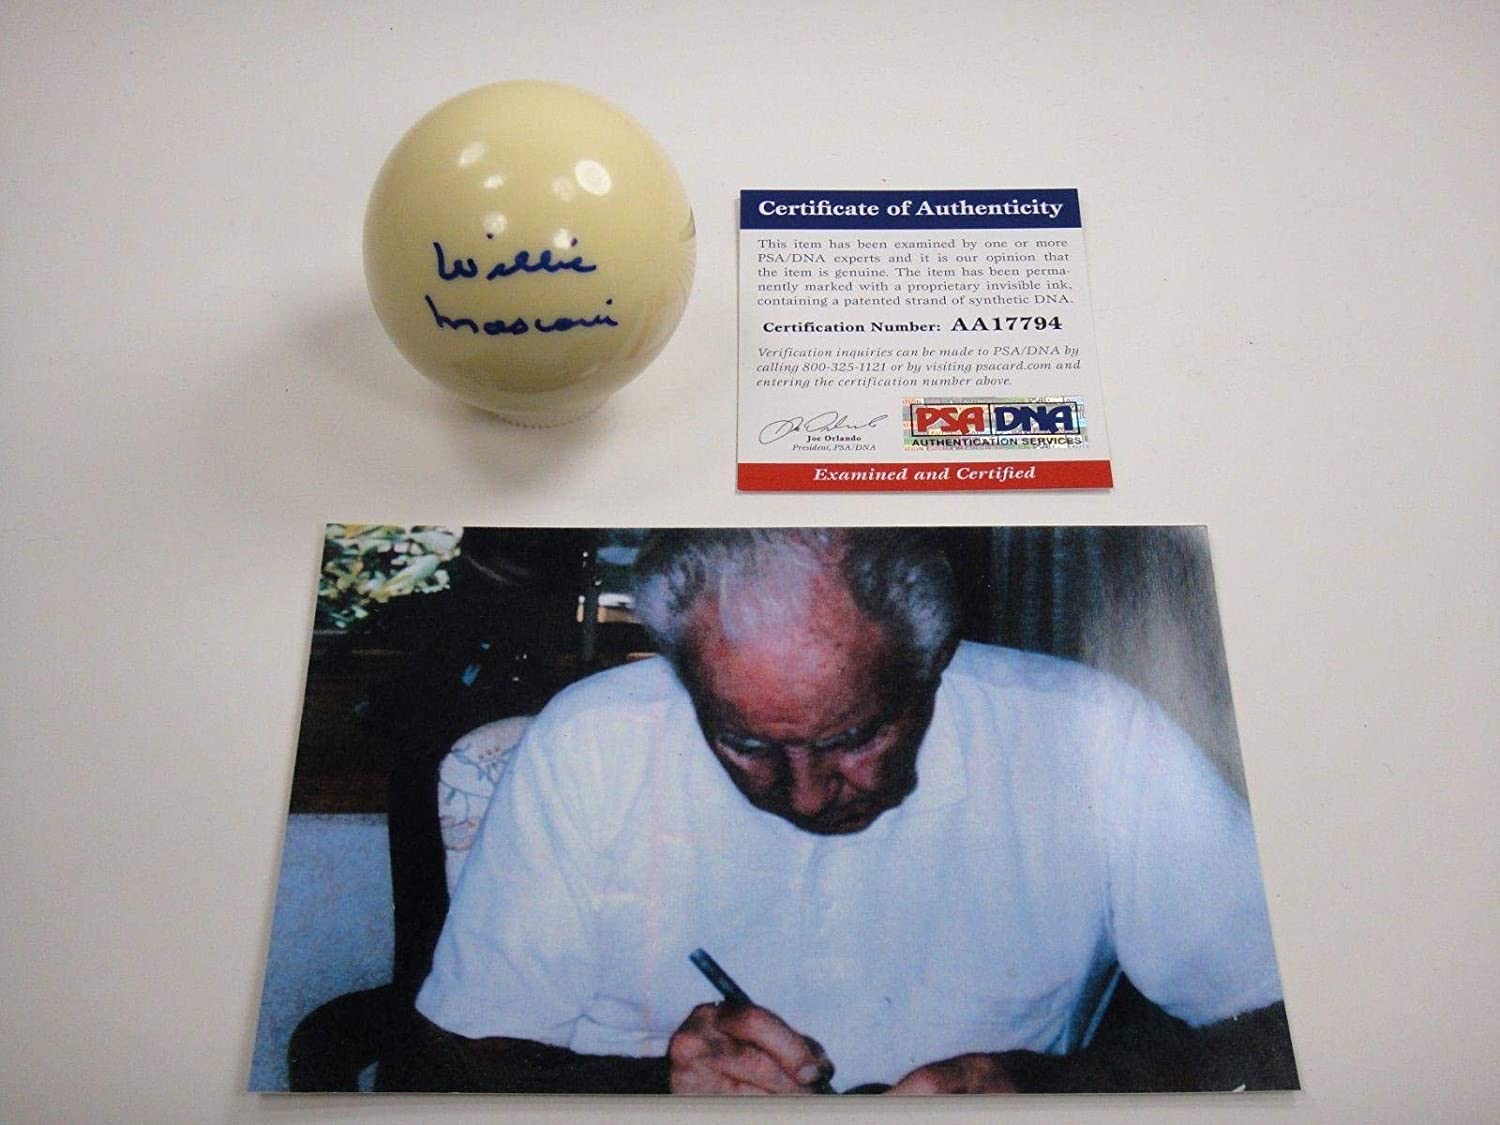 Willie
Mosconi
Certificate of Authenticity
This item has been examined by one or more
PSA/DNA experts and it is our opinion that
the item is genuine. The item has been perma-
nently marked with a proprietary invisible ink,
containing a patented strand of synthetic DNA.
Certification Number: AA17794
Verification inquiries can be made to PSA/DNA by
calling 800-325-1121 or by visiting psacard.com and
entering the certification number above.
Joe Orlando
President, PSA/DNA
PSA DNA
AUTHENTICATION SERVICES
Examined and Certified